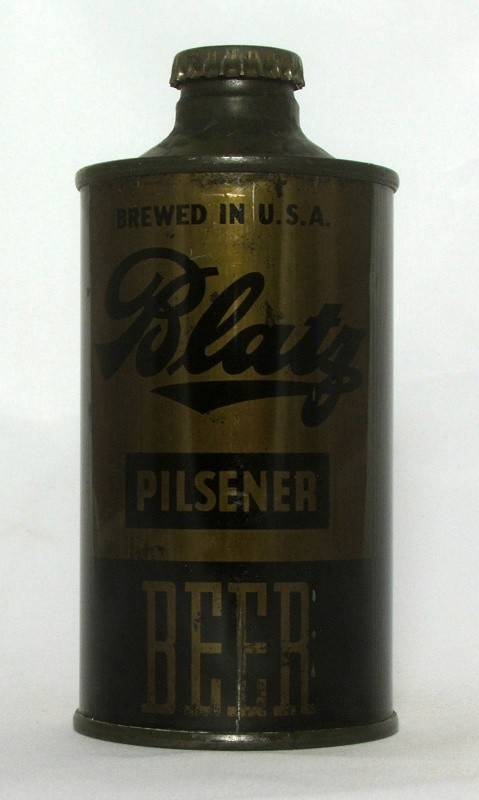 BREWED IN U.S.A.
Blatz
PILSENER
BEER